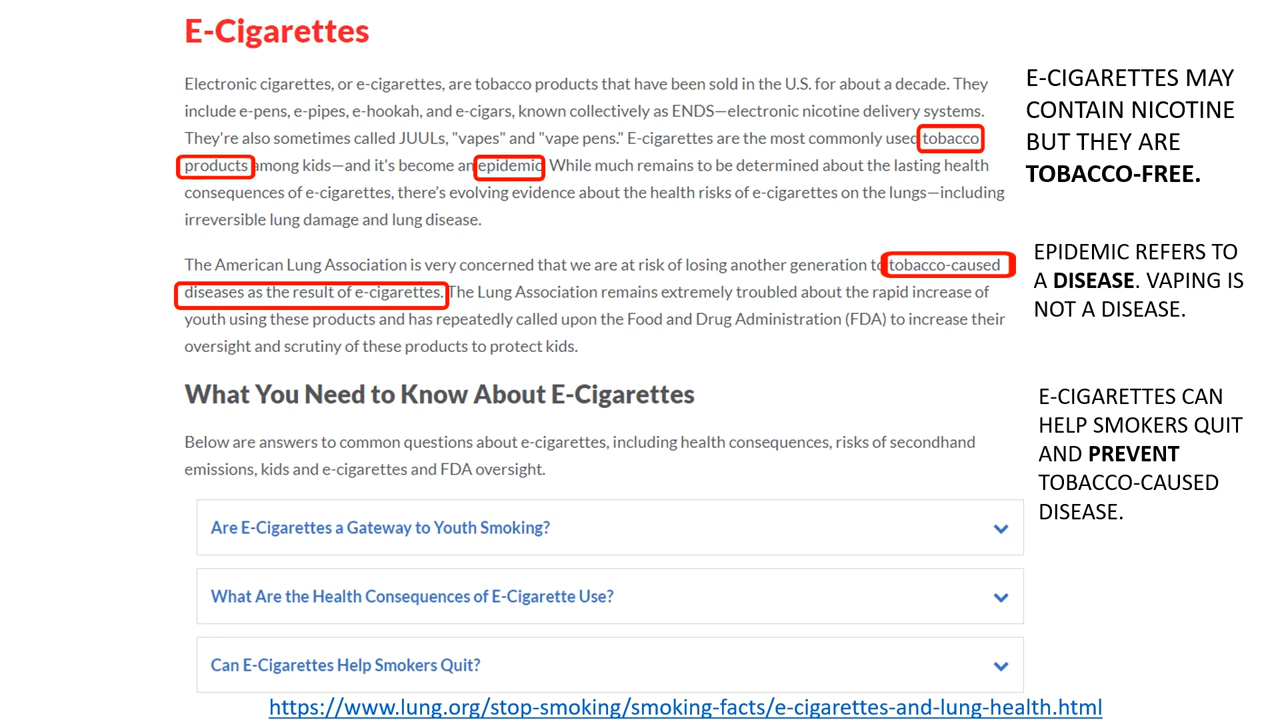 E-Cigarettes
Electronic cigarettes, or e-cigarettes, are tobacco products that have been sold in the U.S. for about a decade. They
include e-pens, e-pipes, e-hookah, and e-cigars, known collectively as ENDS—electronic nicotine delivery systems.
They're also sometimes called JUULs, "vapes" and "vape pens." E-cigarettes are the most commonly used tobacco
products among kids—and it's become an epidemic. While much remains to be determined about the lasting health
consequences of e-cigarettes, there's evolving evidence about the health risks of e-cigarettes on the lungs—including
irreversible lung damage and lung disease.
The American Lung Association is very concerned that we are at risk of losing another generation to tobacco-caused
diseases as the result of e-cigarettes. The Lung Association remains extremely troubled about the rapid increase of
youth using these products and has repeatedly called upon the Food and Drug Administration (FDA) to increase their
oversight and scrutiny of these products to protect kids.
What You Need to Know About E-Cigarettes
Below are answers to common questions about e-cigarettes, including health consequences, risks of secondhand
emissions, kids and e-cigarettes and FDA oversight.
Are E-Cigarettes a Gateway to Youth Smoking?
What Are the Health Consequences of E-Cigarette Use?
Can E-Cigarettes Help Smokers Quit?
https://www.lung.org/stop-smoking/smoking-facts/e-cigarettes-and-lung-health.html
E-CIGARETTES MAY
CONTAIN NICOTINE
BUT THEY ARE
TOBACCO-FREE.
EPIDEMIC REFERS TO
A DISEASE. VAPING IS
NOT A DISEASE.
E-CIGARETTES CAN
HELP SMOKERS QUIT
AND PREVENT
TOBACCO-CAUSED
DISEASE.